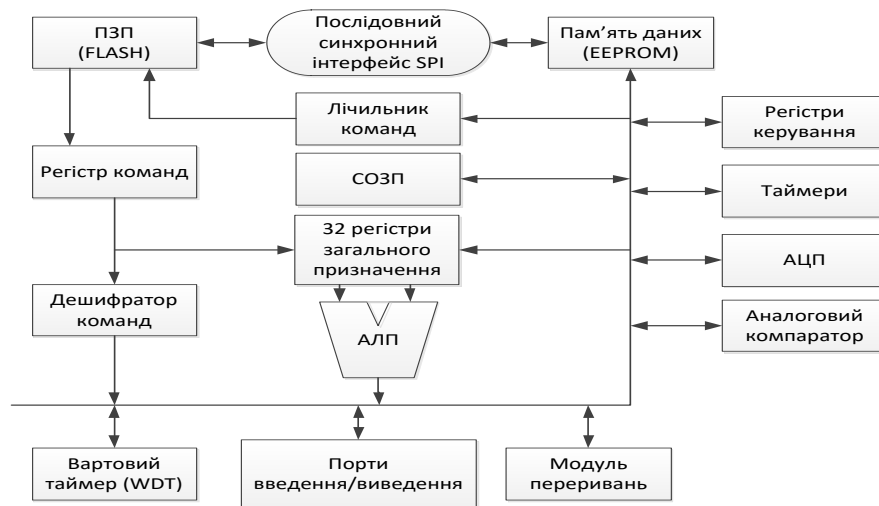 ПЗП
(FLASH)
Послідовний
синхронний
інтерфейс SPI
Пам’ять даних
(EEPROM)
Лічильник
команд
Регістри
керування
Регістр команд
СОЗП
Таймери
32 регістри
загального
призначення
АЦП
Дешифратор
команд
АЛП
Аналоговий
компаратор
Вартовий
таймер (WDT)
Порти
введення/виведення
Модуль
переривань